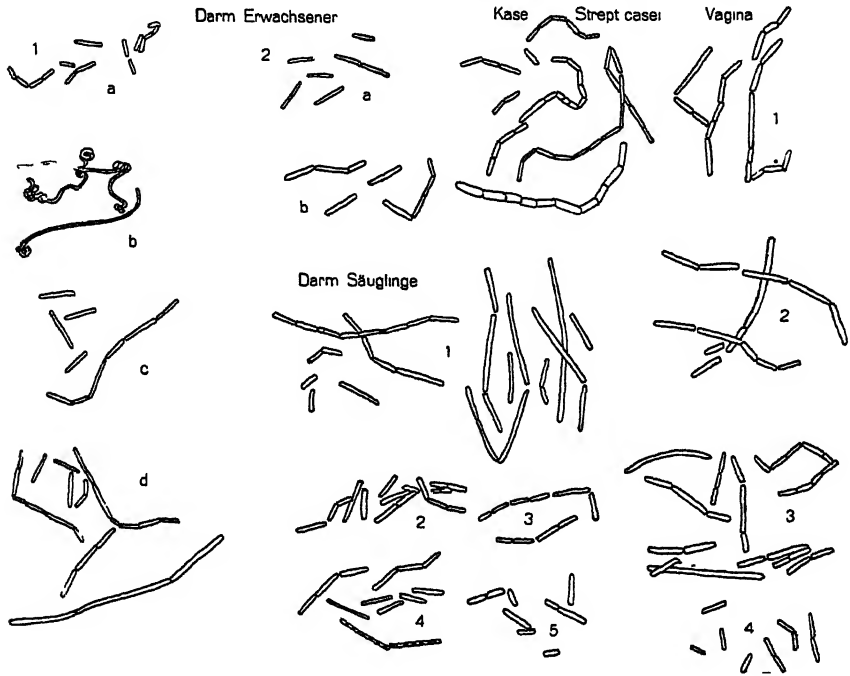 Darm Erwachsener
Kase Strept casei
Vagina
1
a
2
a
1
b
b
c
Darm Säuglinge
1
2
d
2
3
3
4
5
4